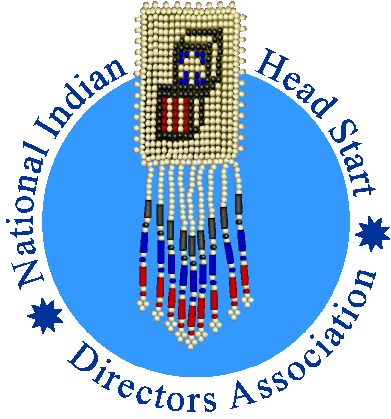 National Indian
Head Start
Directors Association